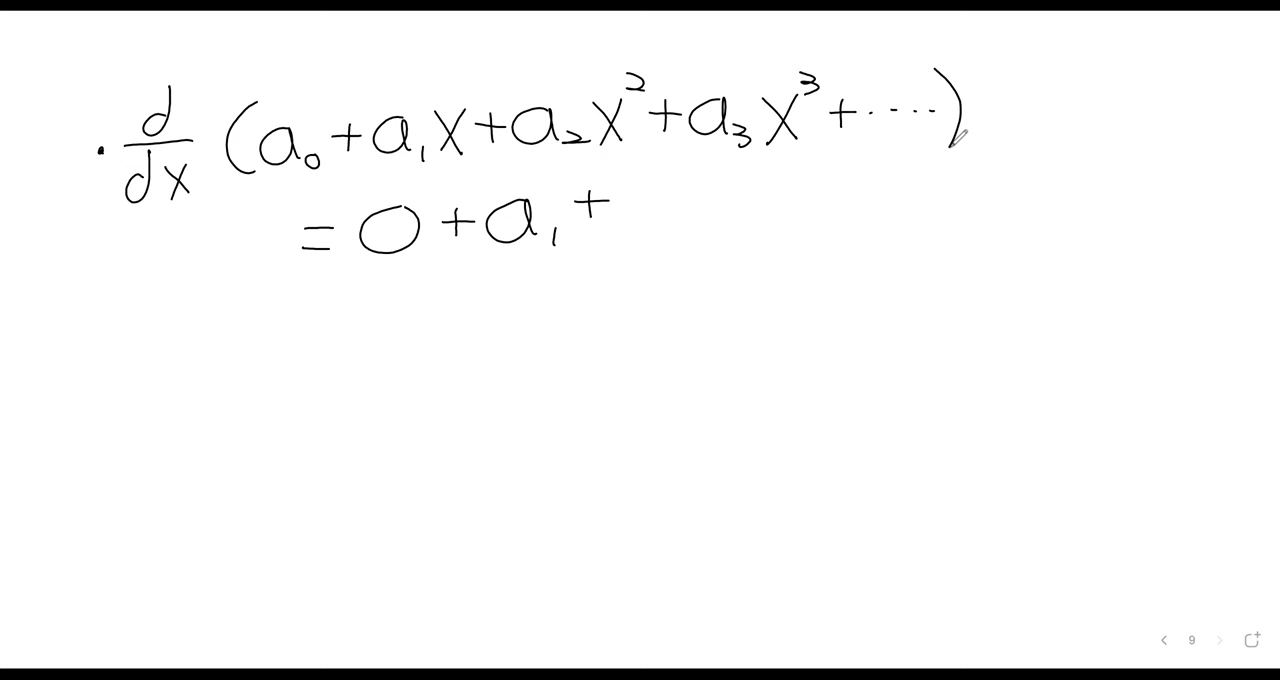 · d/dx (a₀ + a₁x + a₂x² + a₃x³ + ·····)
= 0 + a₁ +
9